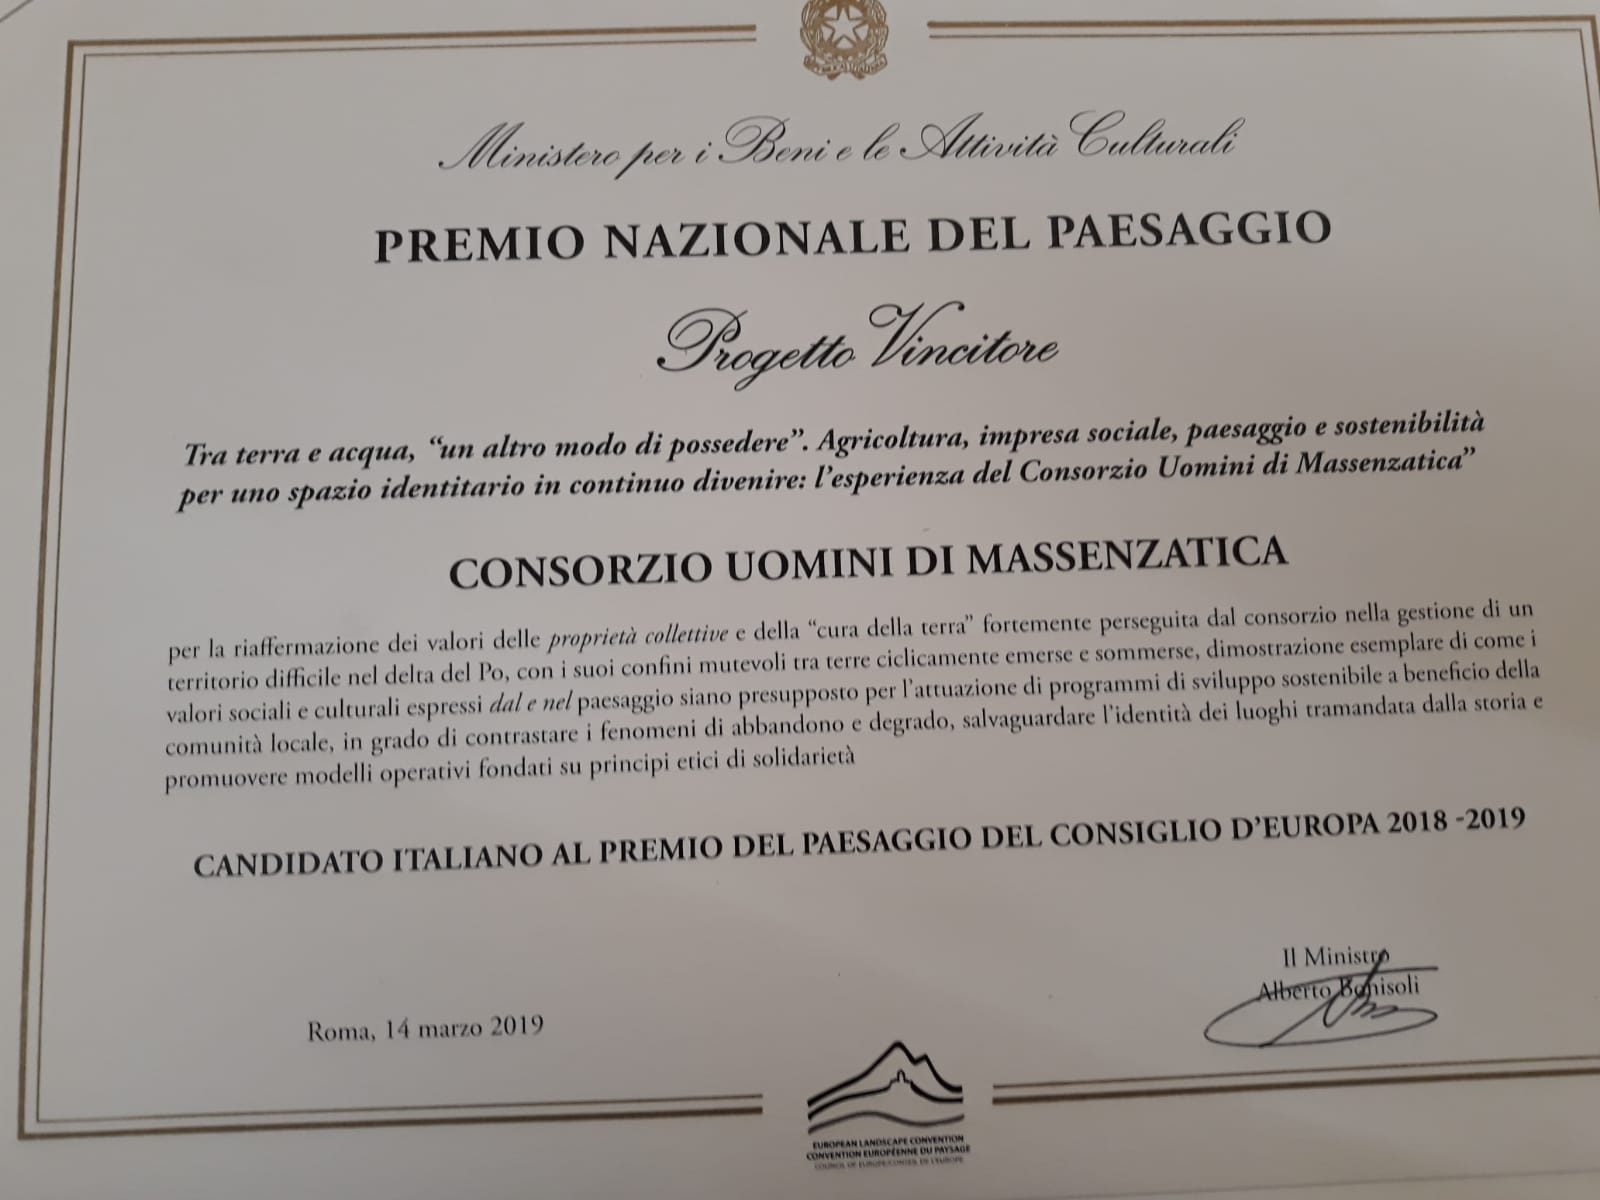 Ministero per i Beni e le Attività Culturali
PREMIO NAZIONALE DEL PAESAGGIO
Progetto Vincitore
Tra terra e acqua, “un altro modo di possedere”. Agricoltura, impresa sociale, paesaggio e sostenibilità
per uno spazio identitario in continuo divenire: l’esperienza del Consorzio Uomini di Massenzatica”
CONSORZIO UOMINI DI MASSENZATICA
per la riaffermazione dei valori delle proprietà collettive e della “cura della terra” fortemente perseguita dal consorzio nella gestione di un
territorio difficile nel delta del Po, con i suoi confini mutevoli tra terre ciclicamente emerse e sommerse, dimostrazione esemplare di come i
valori sociali e culturali espressi dal e nel paesaggio siano presupposto per l’attuazione di programmi di sviluppo sostenibile a beneficio della
comunità locale, in grado di contrastare i fenomeni di abbandono e degrado, salvaguardare l’identità dei luoghi tramandata dalla storia e
promuovere modelli operativi fondati su principi etici di solidarietà
CANDIDATO ITALIANO AL PREMIO DEL PAESAGGIO DEL CONSIGLIO D’EUROPA 2018 -2019
Il Ministro
Alberto Bonisoli
Roma, 14 marzo 2019
EUROPEAN LANDSCAPE CONVENTION
CONVENTION EUROPÉENNE DU PAYSAGE
COUNCIL OF EUROPE/CONSEIL DE L'EUROPE